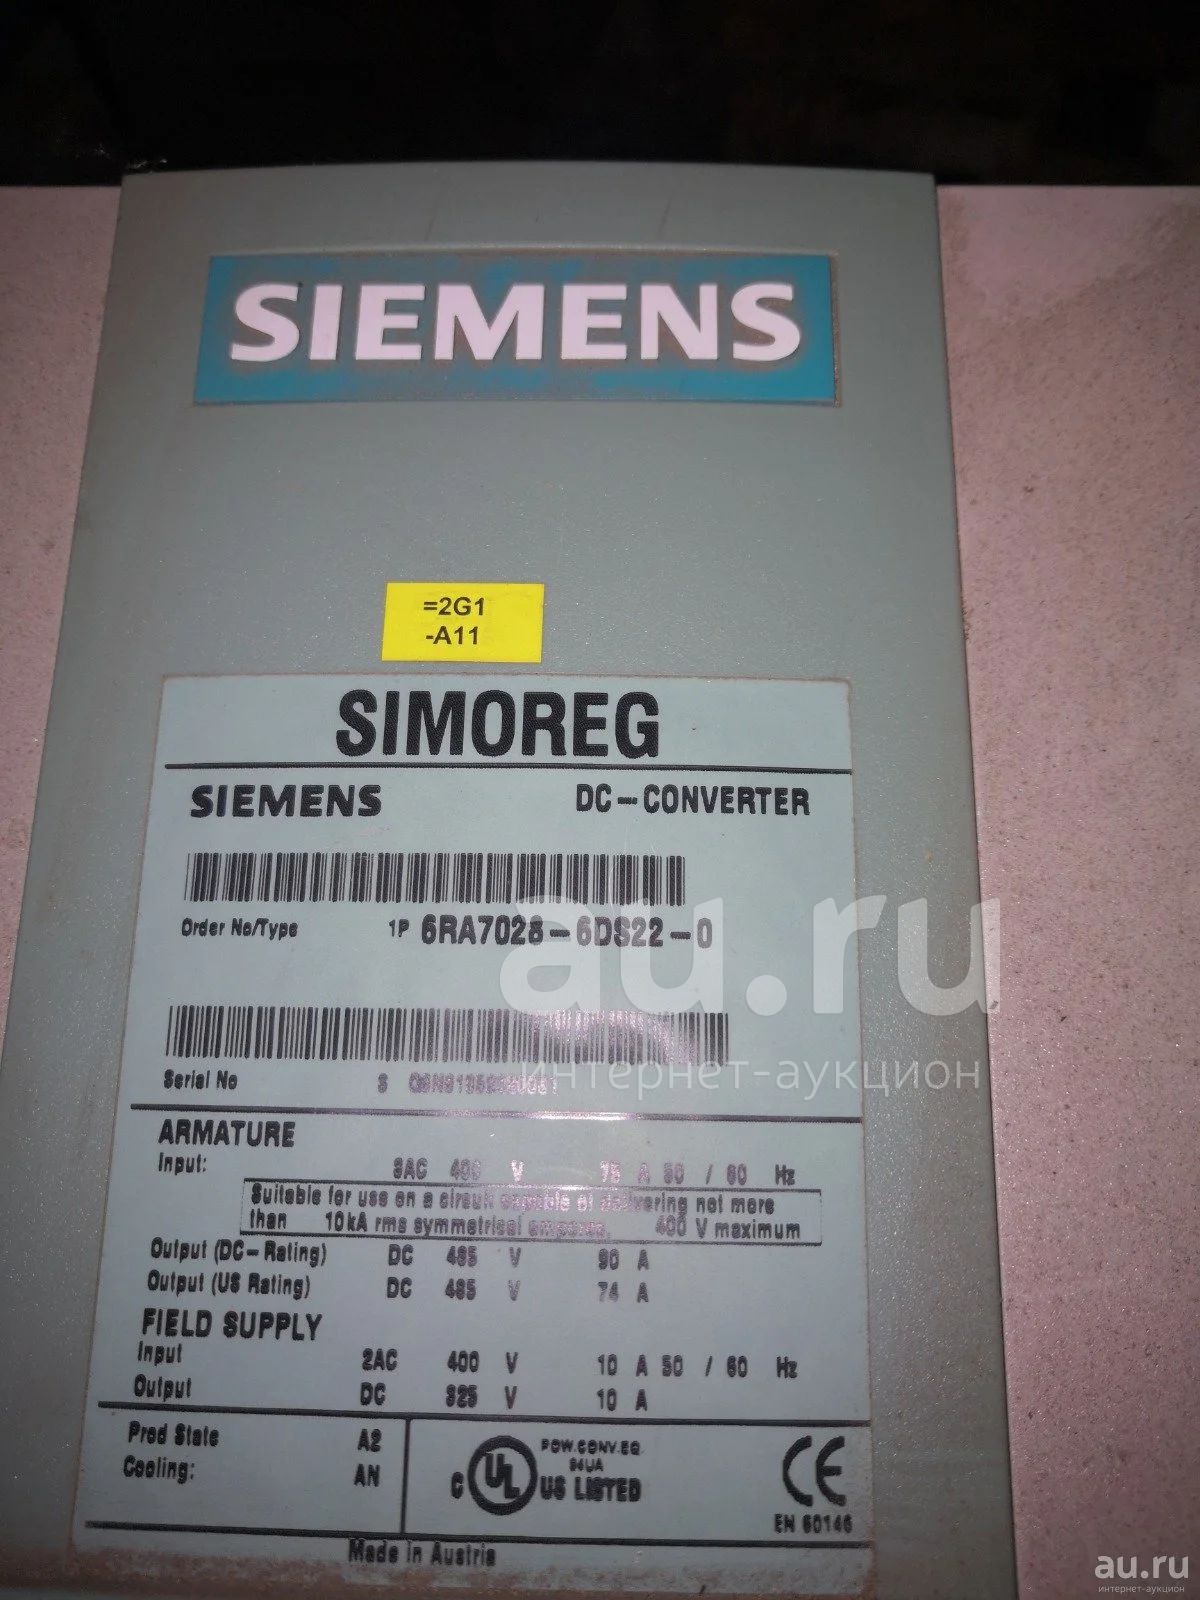 SIEMENS
=2G1
-A11
SIMOREG
SIEMENS DC-CONVERTER
Order No/Type 1P 6RA7028-6DS22-0
Serial No S
ARMATURE
Input: 3AC 400 V 75 A 50 / 60 Hz
Suitable for use on a circuit capable of delivering not more
than 10kA rms symmetrical amperes, 400 V maximum
Output (DC-Rating) DC 485 V 90 A
Output (US Rating) DC 485 V 74 A
FIELD SUPPLY
Input 2AC 400 V 10 A 50 / 60 Hz
Output DC 325 V 10 A
Prod State A2
Cooling: AN
C UL US LISTED
POW.CONV.EQ.
94UA
CE
EN 60146
Made in Austria
au.ru
интернет-аукцион
au.ru
интернет-аукцион